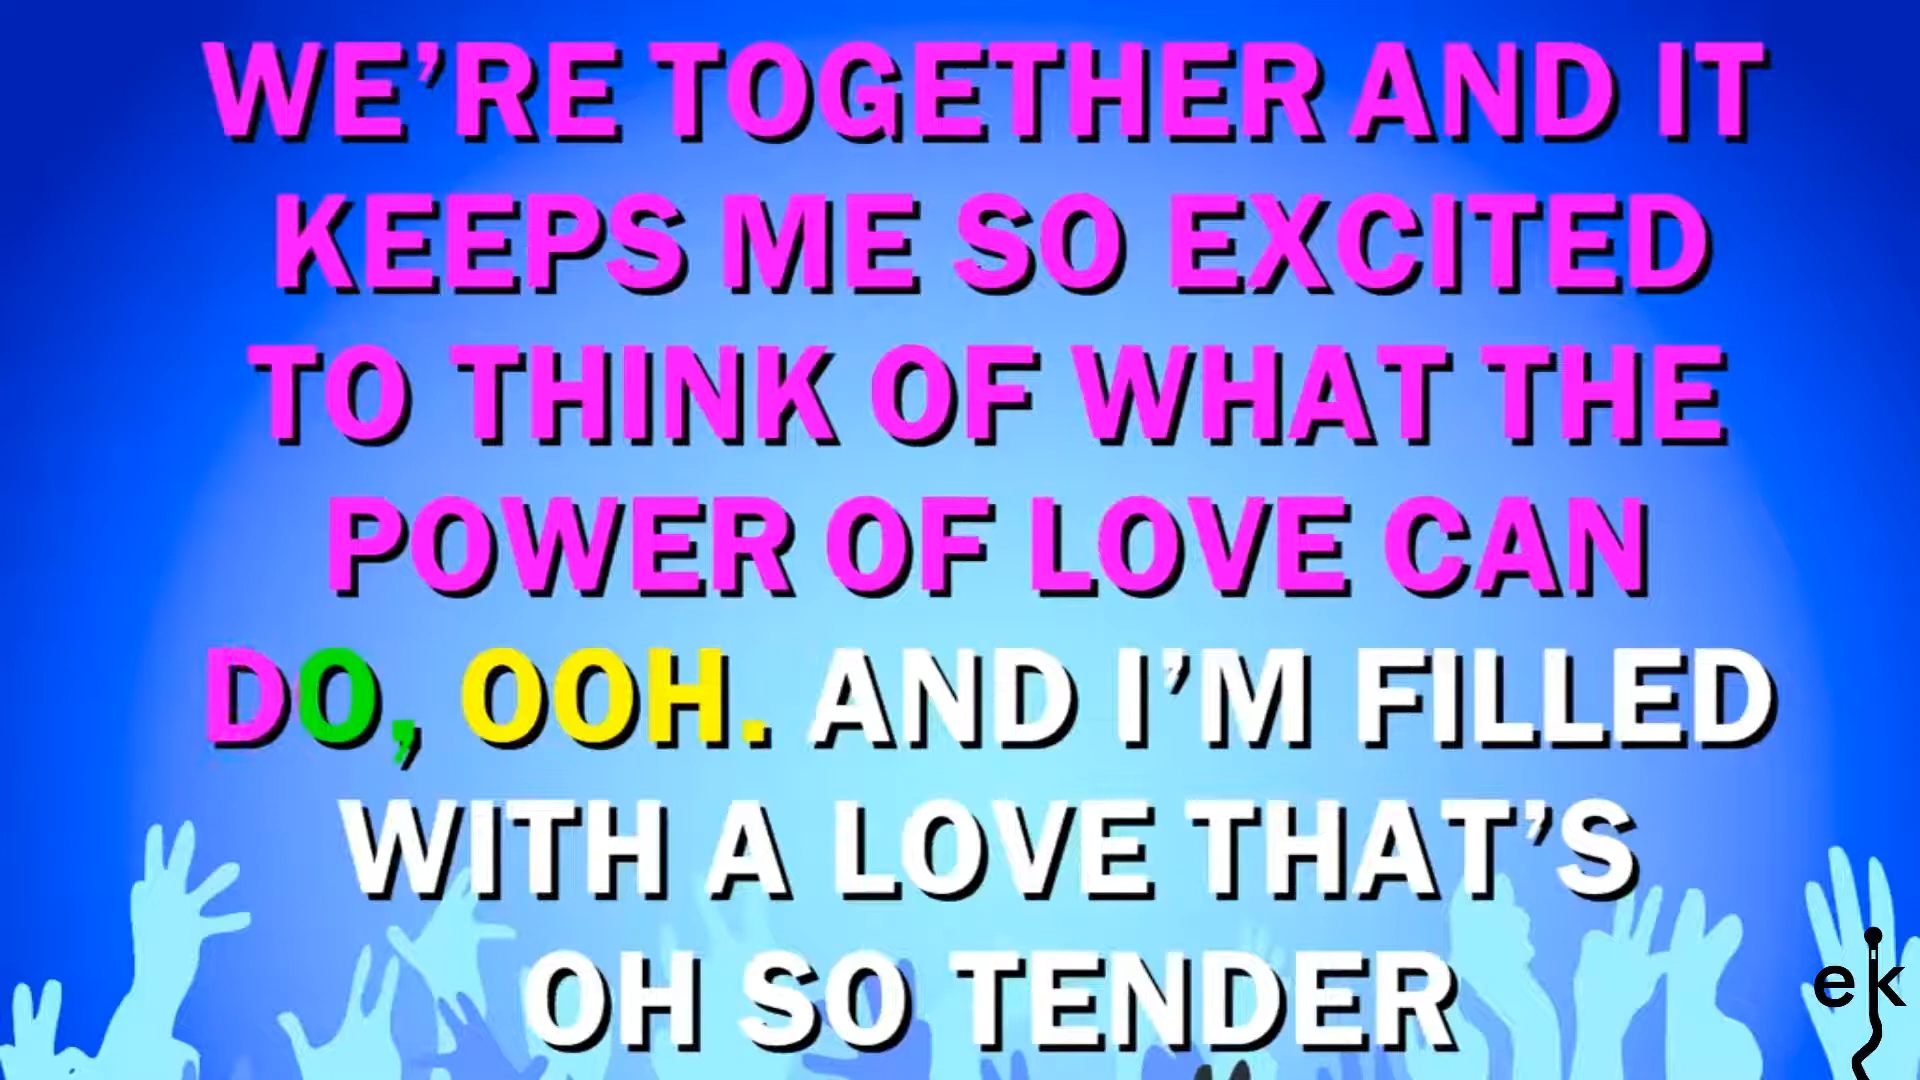 WE’RE TOGETHER AND IT
KEEPS ME SO EXCITED
TO THINK OF WHAT THE
POWER OF LOVE CAN
DO, OOH. AND I’M FILLED
WITH A LOVE THAT’S
OH SO TENDER
ek